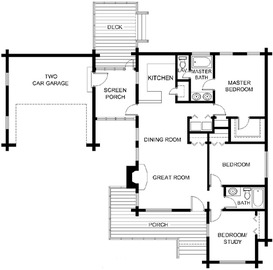 DECK
TWO
CAR GARAGE
SCREEN
PORCH
KITCHEN
MASTER
BATH
MASTER
BEDROOM
DINING ROOM
BEDROOM
GREAT ROOM
BATH
PORCH
BEDROOM/
STUDY